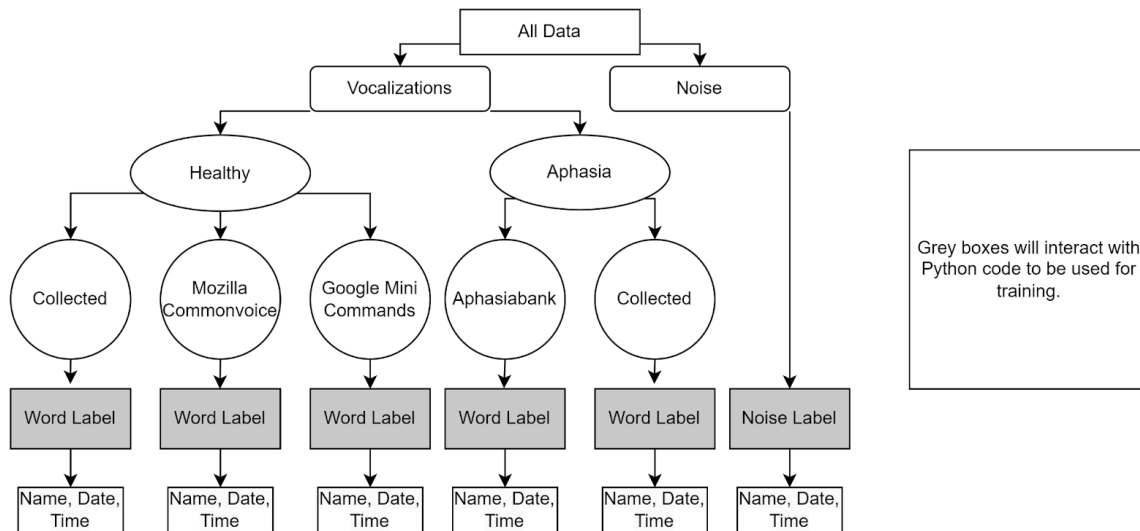 All Data
Vocalizations
Noise
Healthy
Aphasia
Collected
Mozilla
Commonvoice
Google Mini
Commands
Aphasiabank
Collected
Word Label
Word Label
Word Label
Word Label
Word Label
Noise Label
Name, Date,
Time
Name, Date,
Time
Name, Date,
Time
Name, Date,
Time
Name, Date,
Time
Name, Date,
Time
Grey boxes will interact with
Python code to be used for
training.